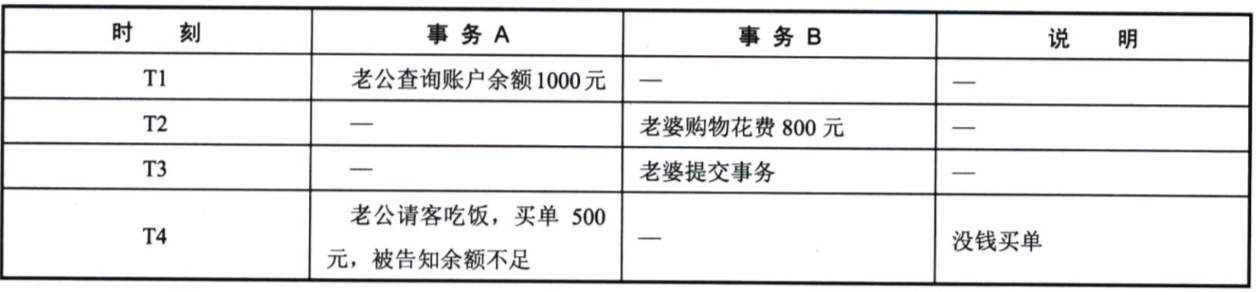 时 刻 事 务 A 事 务 B 说 明
T1 老公查询账户余额1000元 — —
T2 — 老婆购物花费 800 元 —
T3 — 老婆提交事务 —
T4 老公请客吃饭，买单 500 — 没钱买单
元，被告知余额不足